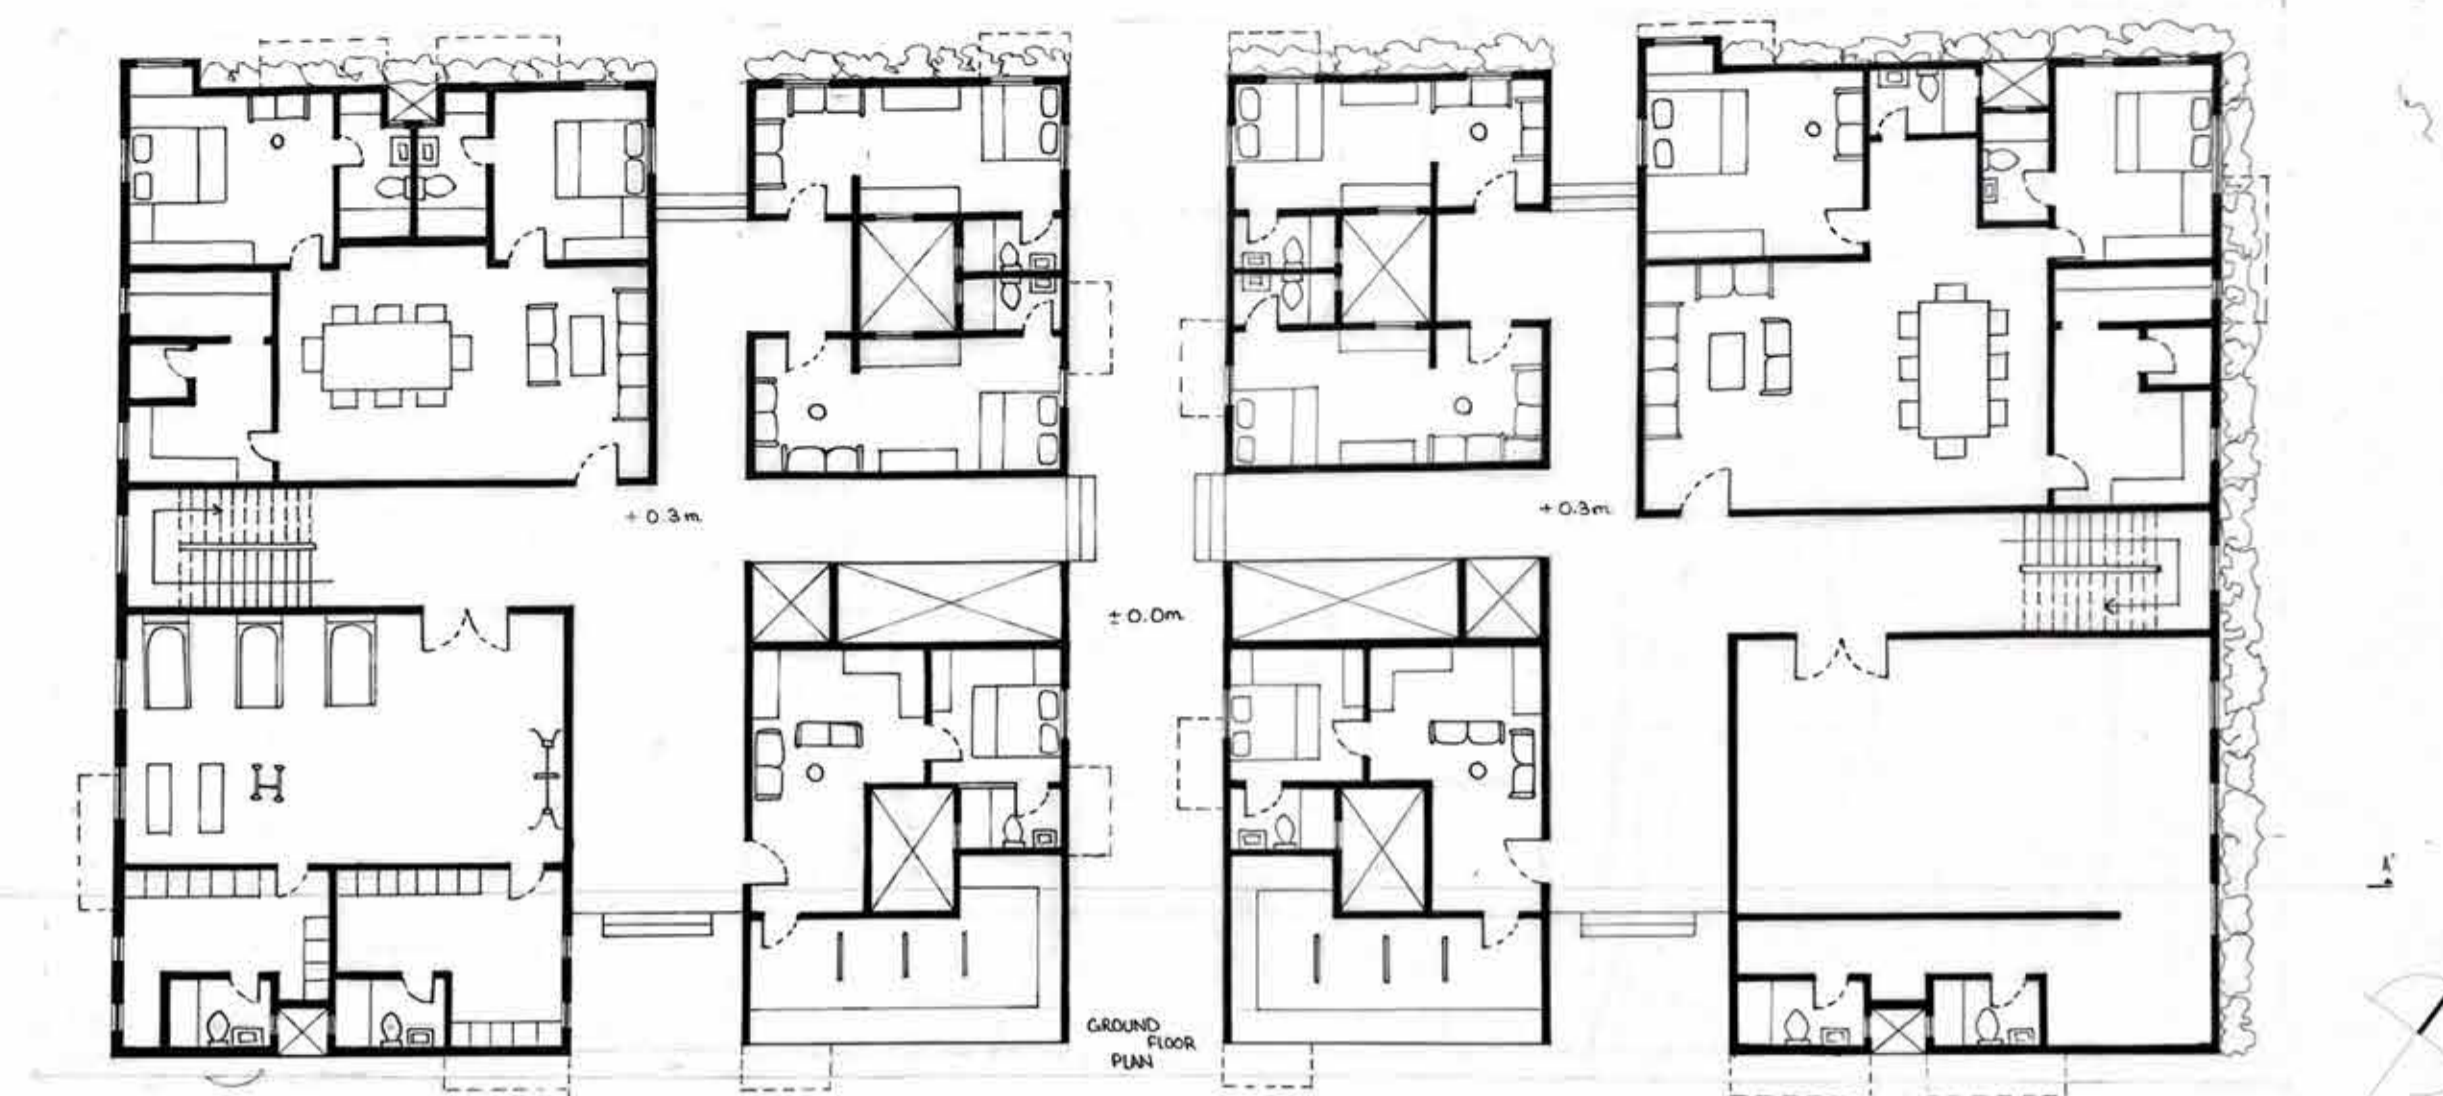 + 0.3m
+ 0.3m
± 0.0m
GROUND
FLOOR
PLAN
A'